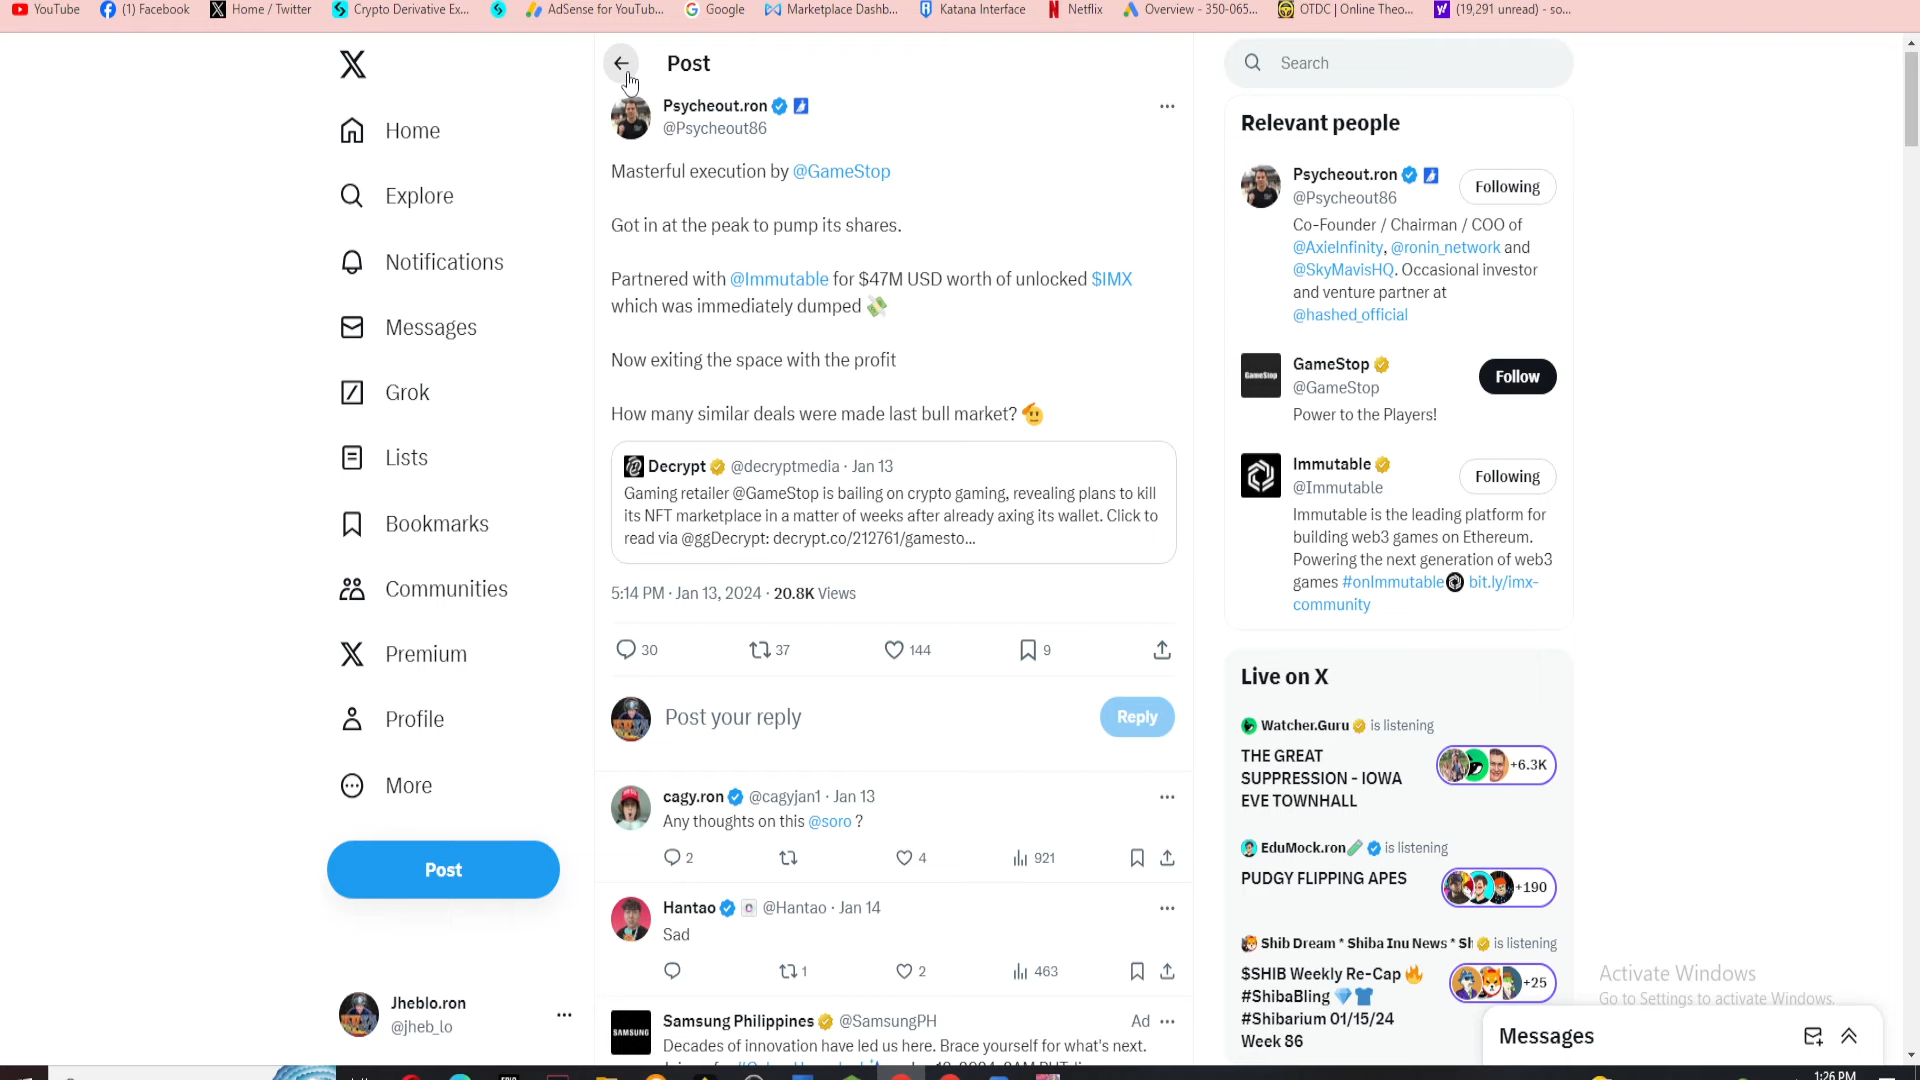 YouTube (1) Facebook Home / Twitter Crypto Derivative Ex... AdSense for YouTub... Google Marketplace Dashb... Katana Interface Netflix Overview - 350-065... OTDC | Online Theo... (19,291 unread) - so...
Post
Search
Psycheout.ron
@Psycheout86
Masterful execution by @GameStop
Got in at the peak to pump its shares.
Partnered with @Immutable for $47M USD worth of unlocked $IMX
which was immediately dumped 💸
Now exiting the space with the profit
How many similar deals were made last bull market? 🫡
Decrypt @decryptmedia · Jan 13
Gaming retailer @GameStop is bailing on crypto gaming, revealing plans to kill
its NFT marketplace in a matter of weeks after already axing its wallet. Click to
read via @ggDecrypt: decrypt.co/212761/gamesto...
5:14 PM · Jan 13, 2024 · 20.8K Views
30 37 144 9
Post your reply
Reply
cagy.ron @cagyjan1 · Jan 13
Any thoughts on this @soro ?
2 4 921
Hantao @Hantao · Jan 14
Sad
1 2 463
SAMSUNG
Samsung Philippines @SamsungPH Ad
Decades of innovation have led us here. Brace yourself for what's next.
Home
Explore
Notifications
Messages
Grok
Lists
Bookmarks
Communities
Premium
Profile
More
Post
Jheblo.ron
@jheb_lo
Relevant people
Psycheout.ron
@Psycheout86
Following
Co-Founder / Chairman / COO of
@AxieInfinity, @ronin_network and
@SkyMavisHQ. Occasional investor
and venture partner at
@hashed_official
GameStop
GameStop
@GameStop
Follow
Power to the Players!
Immutable
@Immutable
Following
Immutable is the leading platform for
building web3 games on Ethereum.
Powering the next generation of web3
games #onImmutable bit.ly/imx-
community
Live on X
Watcher.Guru is listening
THE GREAT
SUPPRESSION - IOWA
EVE TOWNHALL
+6.3K
EduMock.ron is listening
PUDGY FLIPPING APES
+190
Shib Dream * Shiba Inu News * Sh is listening
$SHIB Weekly Re-Cap 🔥
#ShibaBling 💎👕
#Shibarium 01/15/24
Week 86
+25
Activate Windows
Go to Settings to activate Windows.
Messages
1:26 PM